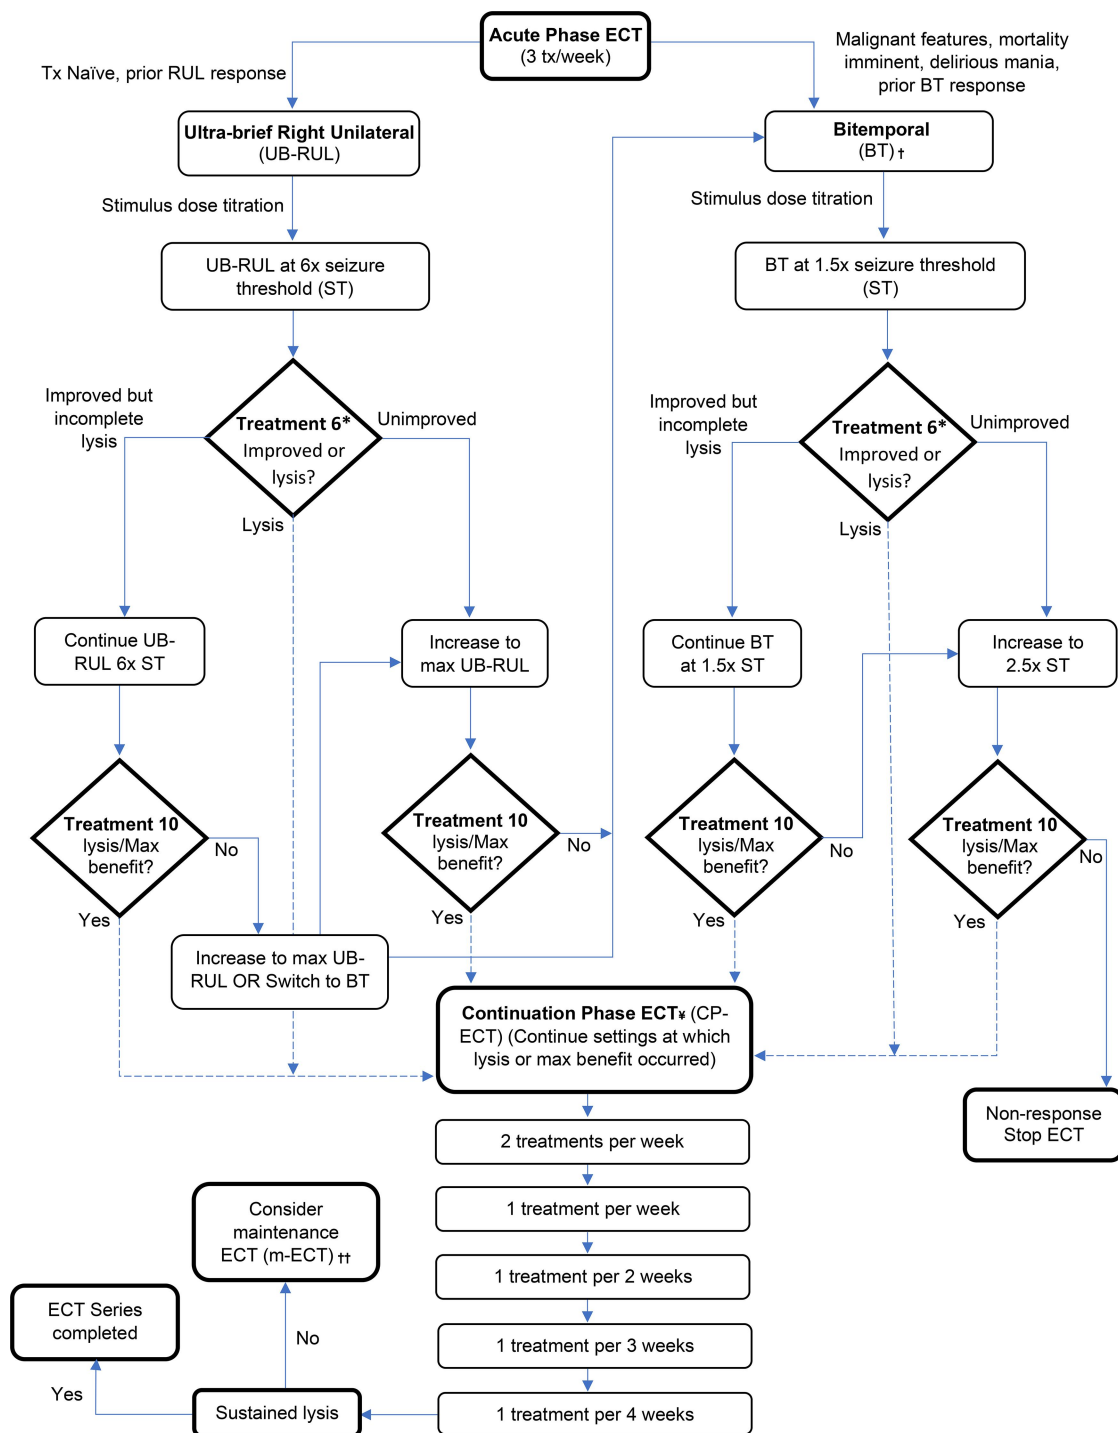 Acute Phase ECT
(3 tx/week)
Tx Naïve, prior RUL response
Malignant features, mortality
imminent, delirious mania,
prior BT response
Ultra-brief Right Unilateral
(UB-RUL)
Bitemporal
(BT) †
Stimulus dose titration
Stimulus dose titration
UB-RUL at 6x seizure
threshold (ST)
BT at 1.5x seizure threshold
(ST)
Improved but
incomplete
lysis
Treatment 6*
Improved or
lysis?
Unimproved
Lysis
Improved but
incomplete
lysis
Treatment 6*
Improved or
lysis?
Unimproved
Lysis
Continue UB-
RUL 6x ST
Increase to
max UB-RUL
Continue BT
at 1.5x ST
Increase to
2.5x ST
Treatment 10
lysis/Max
benefit?
No
Yes
Treatment 10
lysis/Max
benefit?
No
Yes
Treatment 10
lysis/Max
benefit?
No
Yes
Treatment 10
lysis/Max
benefit?
No
Yes
Increase to max UB-
RUL OR Switch to BT
Continuation Phase ECT¥ (CP-
ECT) (Continue settings at which
lysis or max benefit occurred)
Non-response
Stop ECT
2 treatments per week
1 treatment per week
1 treatment per 2 weeks
1 treatment per 3 weeks
1 treatment per 4 weeks
Consider
maintenance
ECT (m-ECT) ††
ECT Series
completed
No
Yes
Sustained lysis